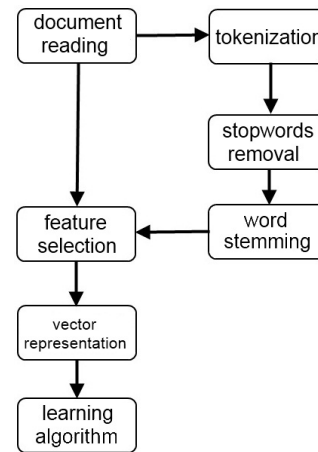 document
reading
tokenization
stopwords
removal
word
stemming
feature
selection
vector
representation
learning
algorithm